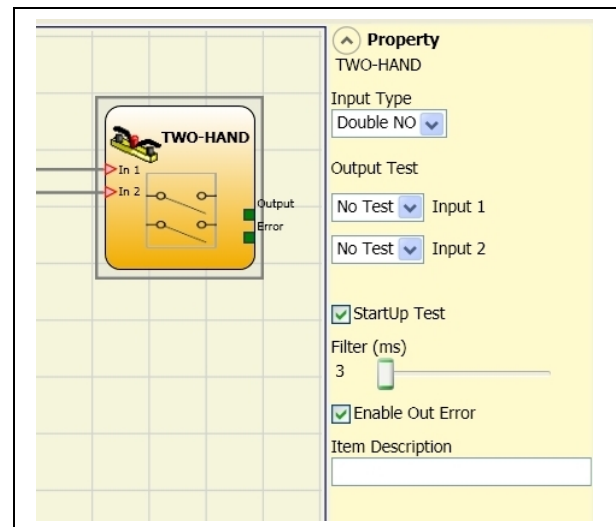 TWO-HAND
In 1
In 2
Output
Error
Property
TWO-HAND
Input Type
Double NO
Output Test
No Test Input 1
No Test Input 2
StartUp Test
Filter (ms)
3
Enable Out Error
Item Description